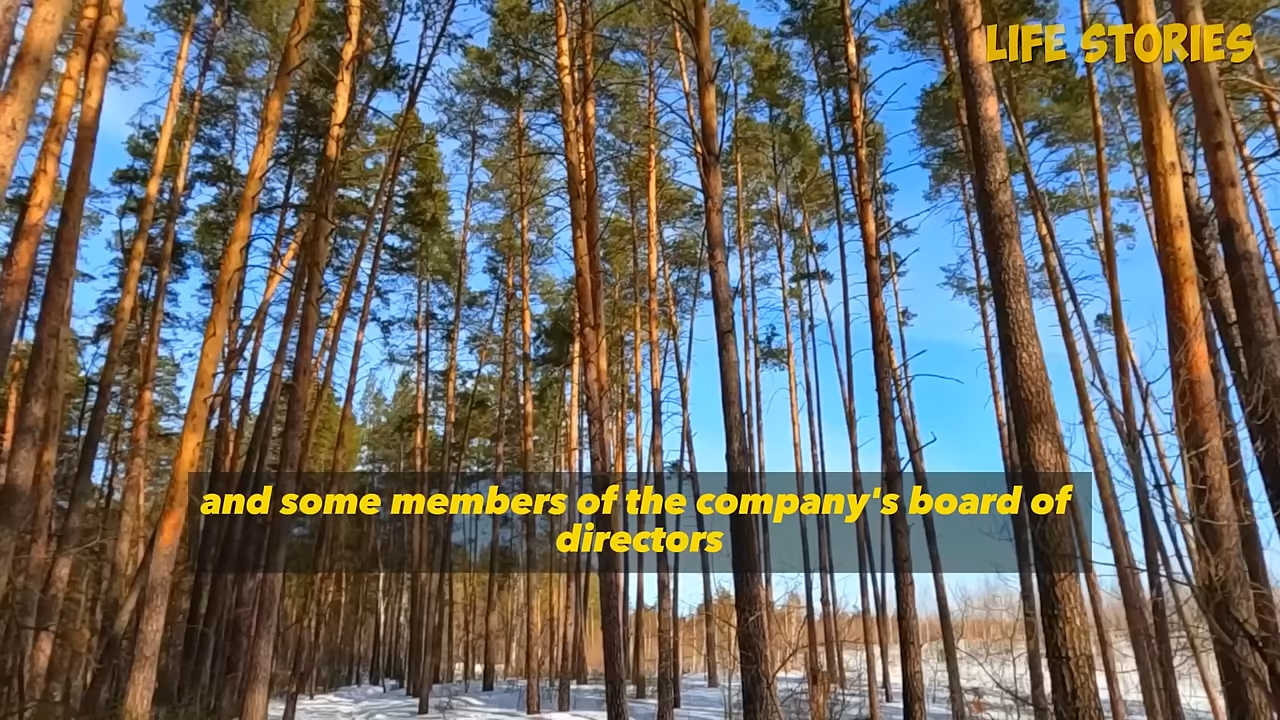 LIFE STORIES
and some members of the company's board of
directors